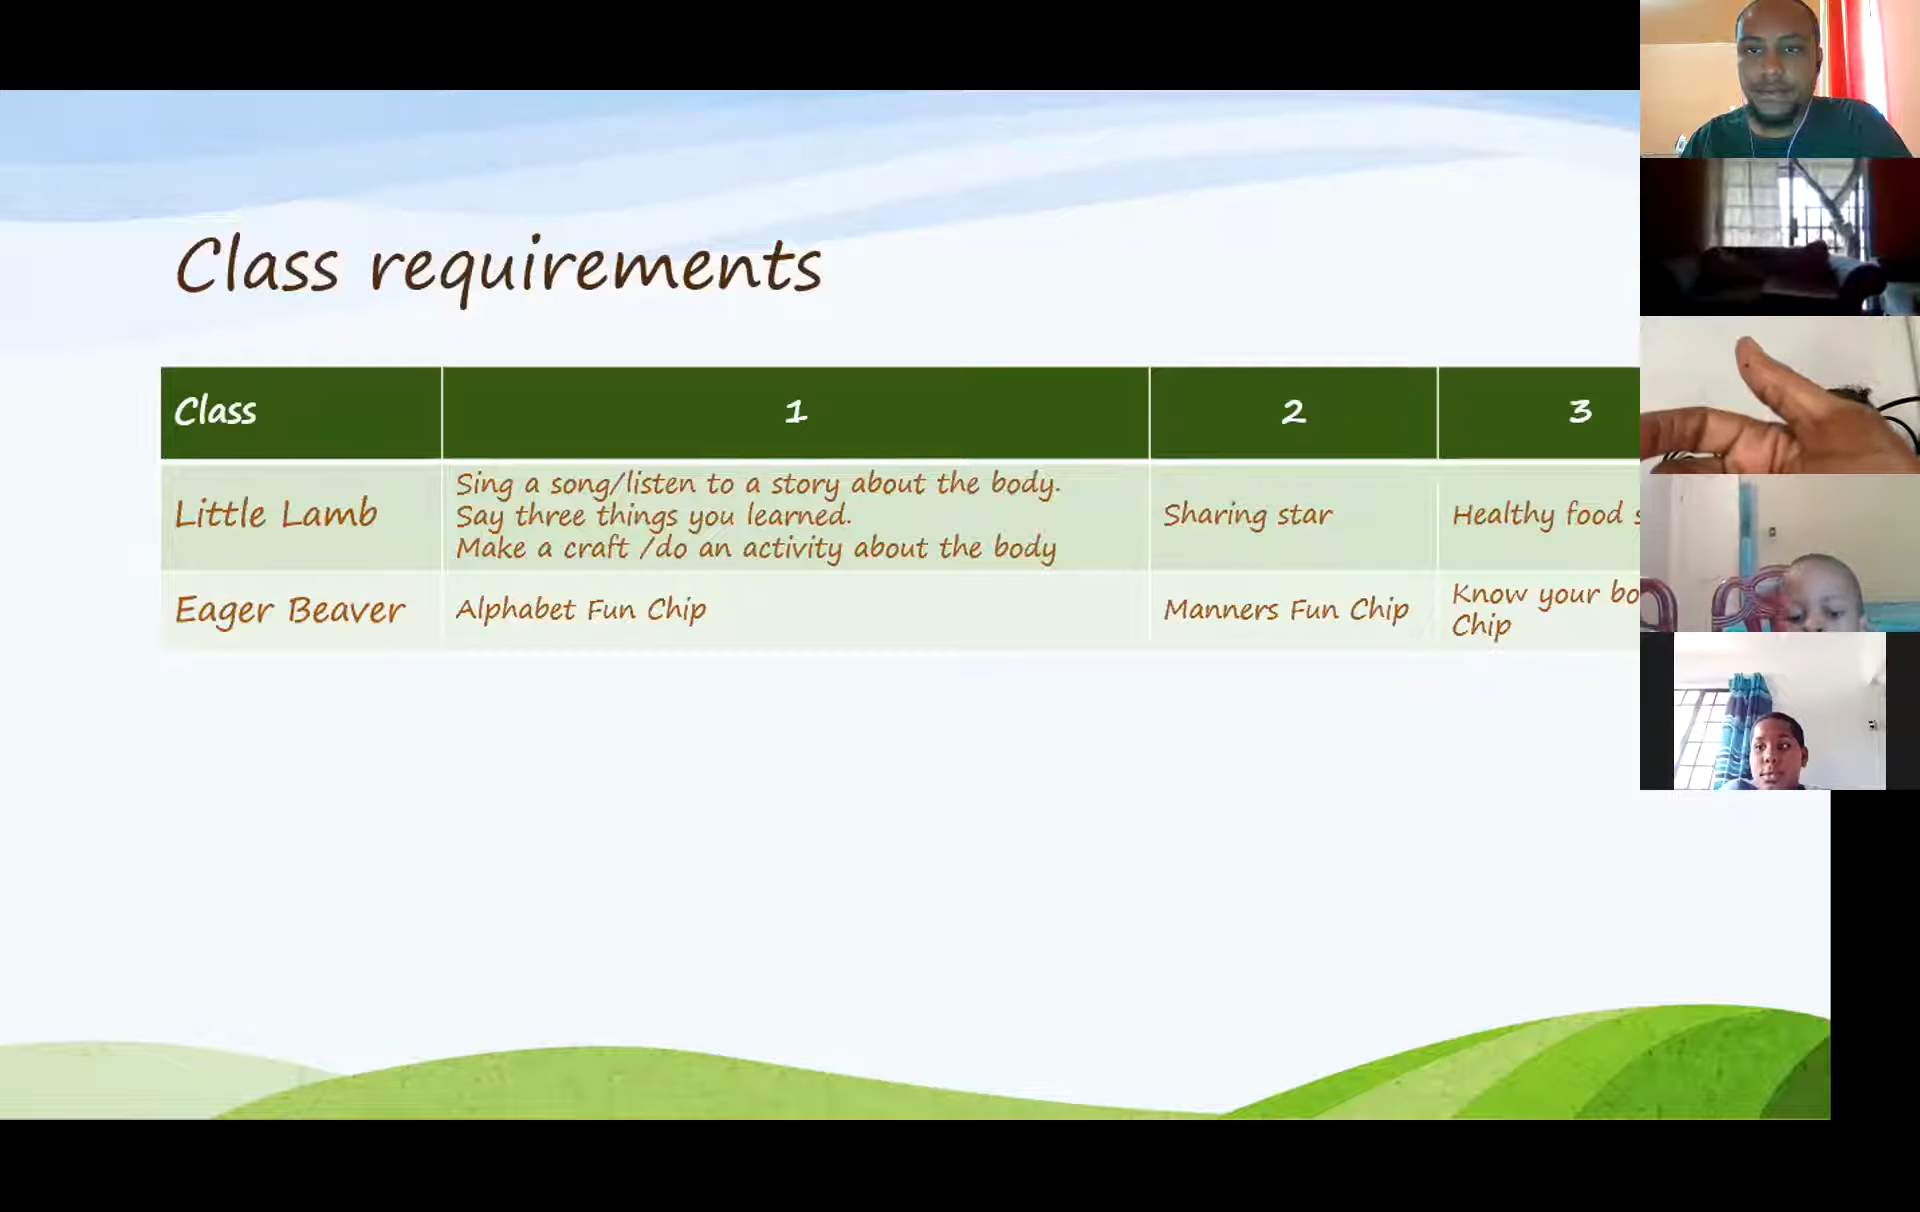 Class requirements
Class 1 2 3
Little Lamb
Sing a song/listen to a story about the body.
Say three things you learned.
Make a craft /do an activity about the body
Sharing star
Healthy food
Eager Beaver
Alphabet Fun Chip
Manners Fun Chip
Know your
Chip